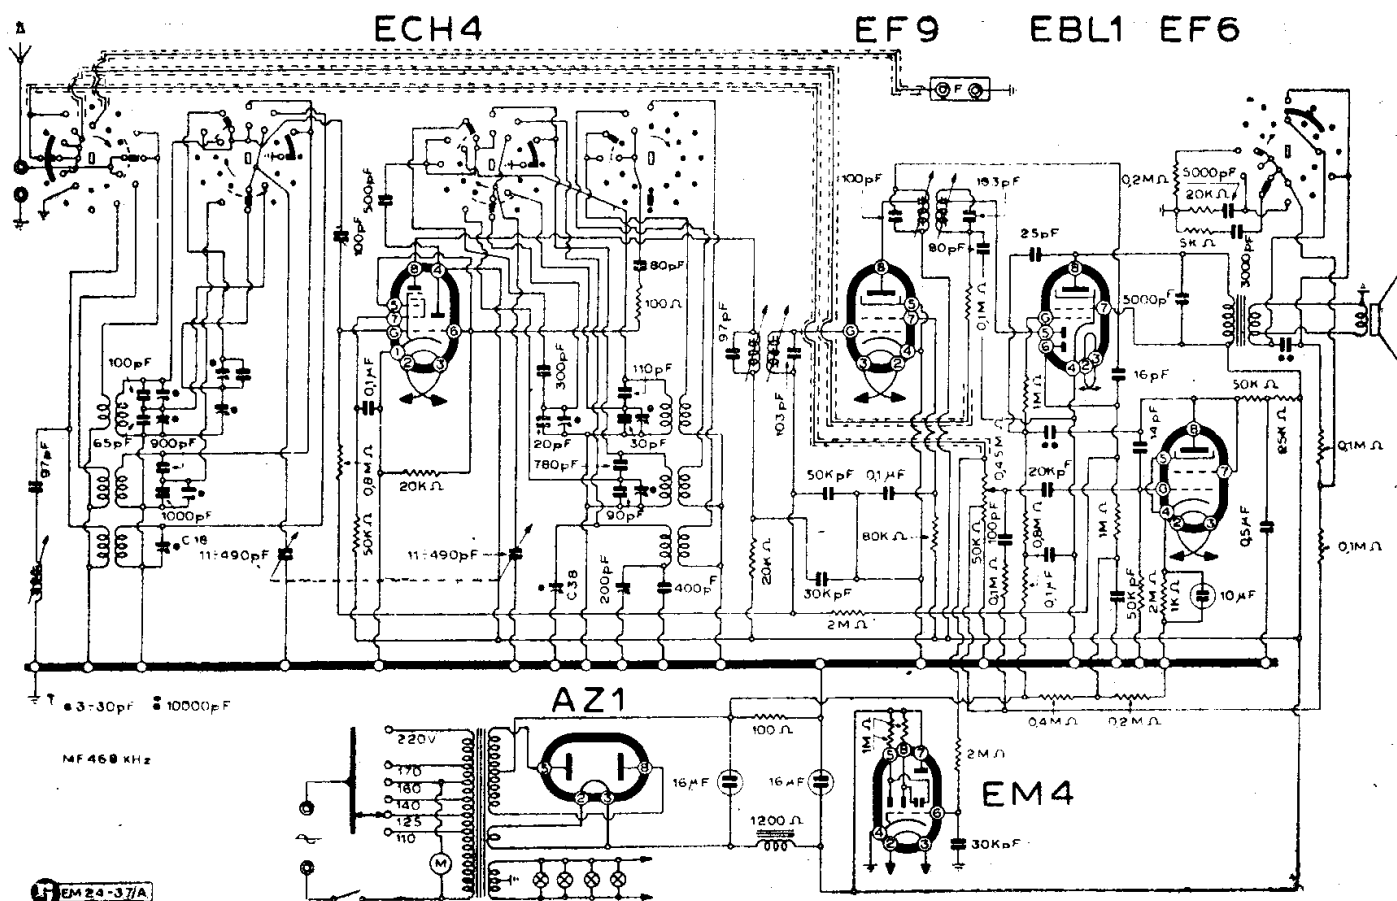 ECH4
EF9
EBL1
EF6
F
500pF
100pF
80pF
100Ω
100pF
80pF
25pF
0,2MΩ
5000pF
20KΩ
5KΩ
3000pF
5000pF
0,1MΩ
16pF
1MΩ
97pF
103pF
0,1µF
300pF
110pF
20pF
30pF
780pF
90pF
100pF
65pF
900pF
1000pF
C18
97pF
11÷490pF
0,8MΩ
20KΩ
50KΩ
11÷490pF
C38
200pF
400pF
20KΩ
50KpF
0,1µF
30KpF
80KΩ
2MΩ
50KΩ
0,45MΩ
100pF
0,1MΩ
20KpF
0,8MΩ
0,1µF
1MΩ
14pF
50KpF
2MΩ
1KΩ
10µF
50KΩ
0,5µF
0,1MΩ
0,1MΩ
3-30pF
10000pF
MF 468 KHz
AZ1
220V
170
160
140
125
110
M
100Ω
16µF
16µF
1200Ω
0,4MΩ
0,2MΩ
1MΩ
2MΩ
EM4
30KpF
EM24-37/A